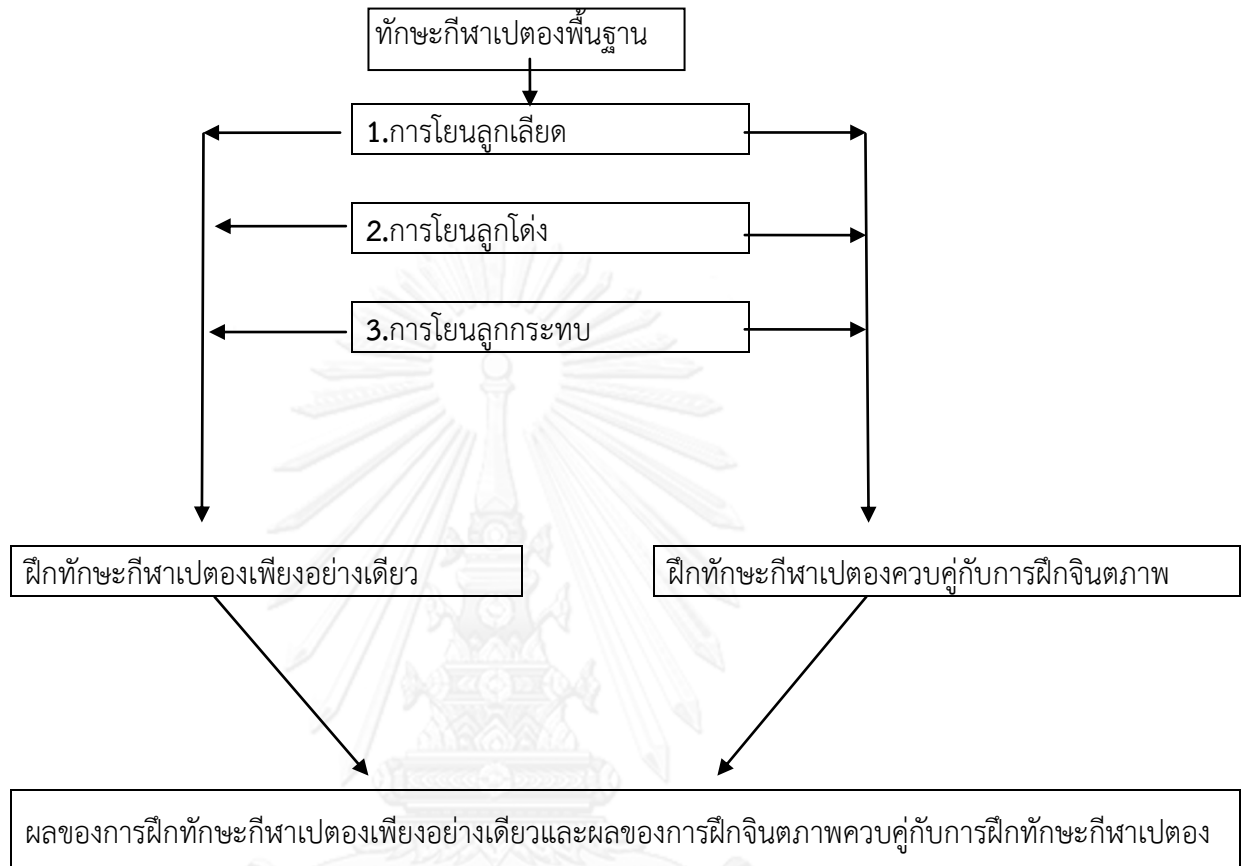 ทักษะกีฬาเปตองพื้นฐาน
1.การโยนลูกเลียด
2.การโยนลูกโด่ง
3.การโยนลูกกระทบ
ฝึกทักษะกีฬาเปตองเพียงอย่างเดียว
ฝึกทักษะกีฬาเปตองควบคู่กับการฝึกจินตภาพ
ผลของการฝึกทักษะกีฬาเปตองเพียงอย่างเดียวและผลของการฝึกจินตภาพควบคู่กับการฝึกทักษะกีฬาเปตอง